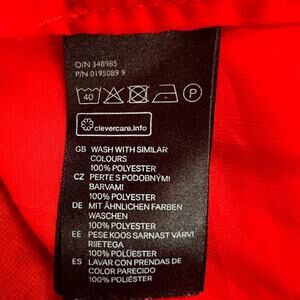 O/N 348985
P/N 0195089 9
40
P
clevercare.info
GB WASH WITH SIMILAR
COLOURS
100% POLYESTER
CZ PERTE S PODOBNÝMI
BARVAMI
100% POLYESTER
DE MIT ÄHNLICHEN FARBEN
WASCHEN
100% POLYESTER
EE PESE KOOS SARNAST VÄRVI
RIIETEGA
100% POLÜESTER
ES LAVAR CON PRENDAS DE
COLOR PARECIDO
100% POLIÉSTER